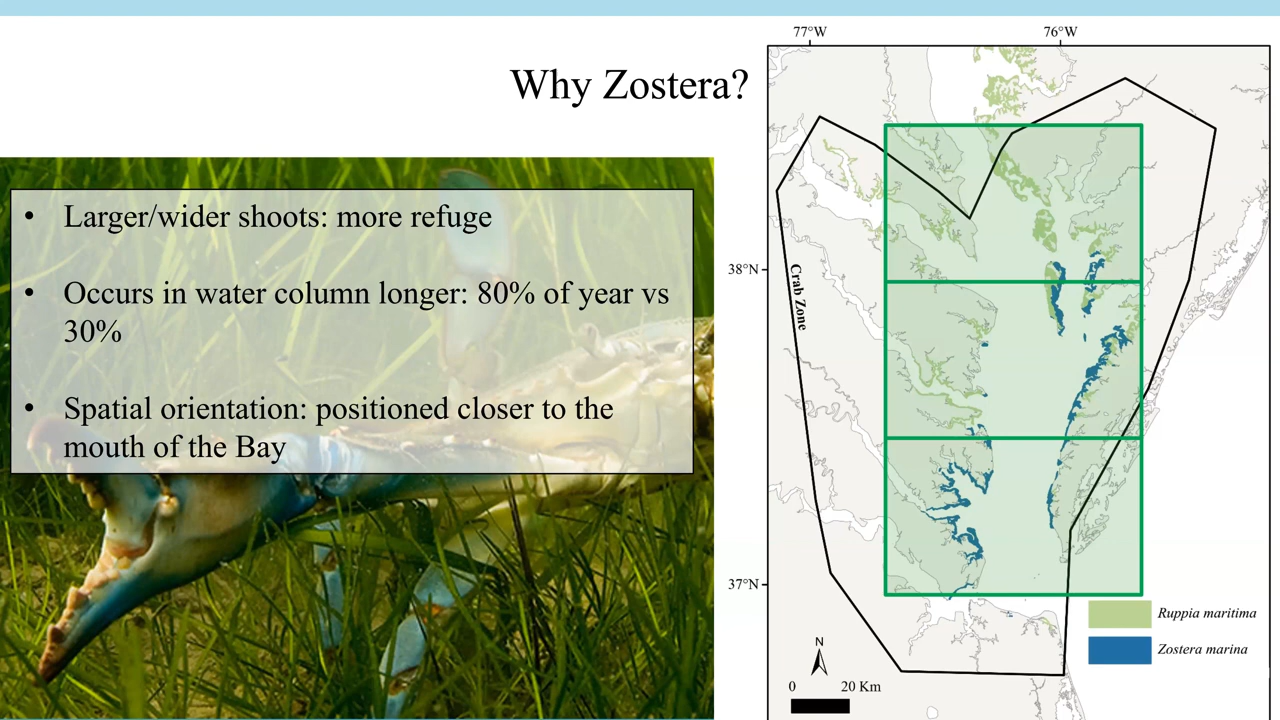 Why Zostera?
• Larger/wider shoots: more refuge
• Occurs in water column longer: 80% of year vs
30%
• Spatial orientation: positioned closer to the
mouth of the Bay
77°W
76°W
38°N
37°N
Crab Zone
Ruppia maritima
Zostera marina
N
0 20 Km